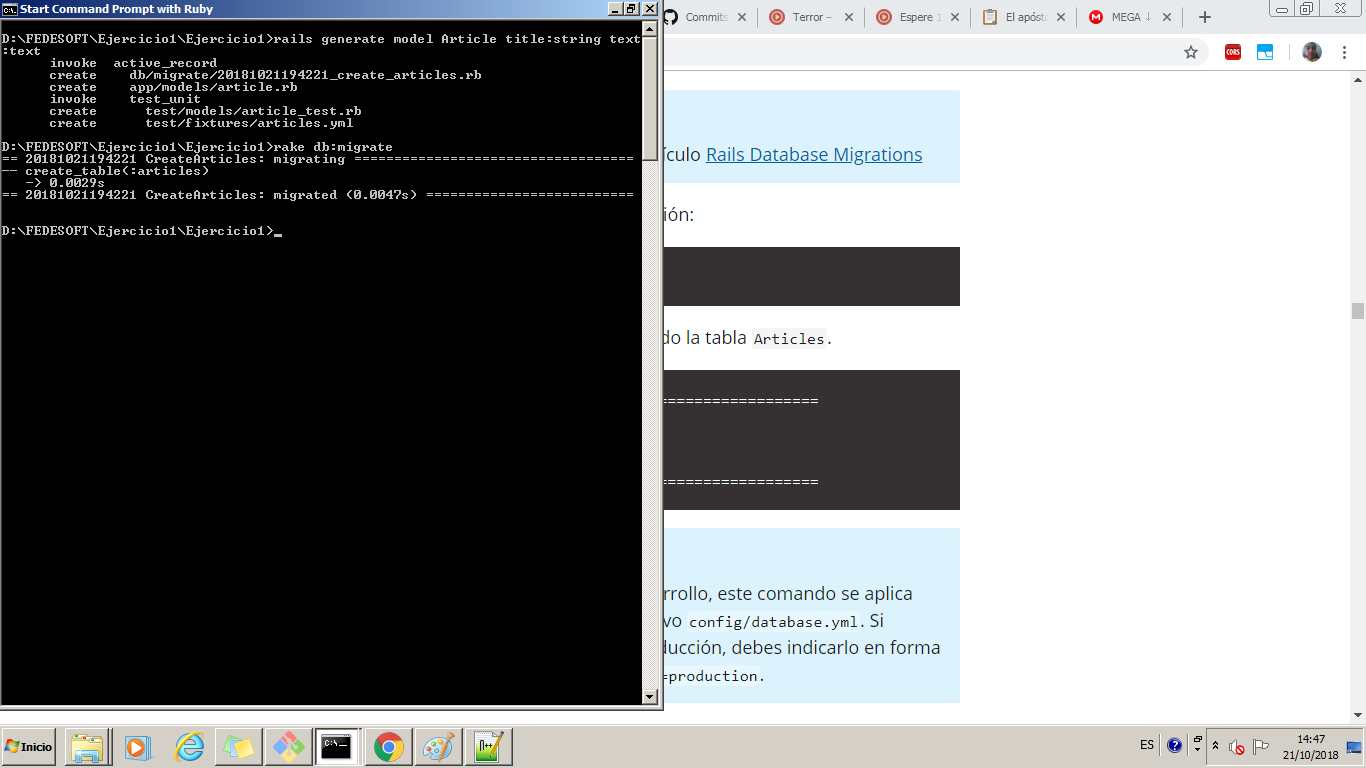 Start Command Prompt with Ruby
D:\FEDESOFT\Ejercicio1\Ejercicio1>rails generate model Article title:string text
:text
invoke active_record
create db/migrate/20181021194221_create_articles.rb
create app/models/article.rb
invoke test_unit
create test/models/article_test.rb
create test/fixtures/articles.yml
D:\FEDESOFT\Ejercicio1\Ejercicio1>rake db:migrate
== 20181021194221 CreateArticles: migrating ===================================
-- create_table(:articles)
-> 0.0029s
== 20181021194221 CreateArticles: migrated (0.0047s) ==========================
D:\FEDESOFT\Ejercicio1\Ejercicio1>_
Commits
Terror –
Espere 1
El apósto
MEGA ↓
CORS
ículo Rails Database Migrations
ión:
do la tabla Articles.
==================
==================
rrollo, este comando se aplica
vo config/database.yml. Si
ducción, debes indicarlo en forma
=production.
Inicio
C:\_
ES
14:47
21/10/2018